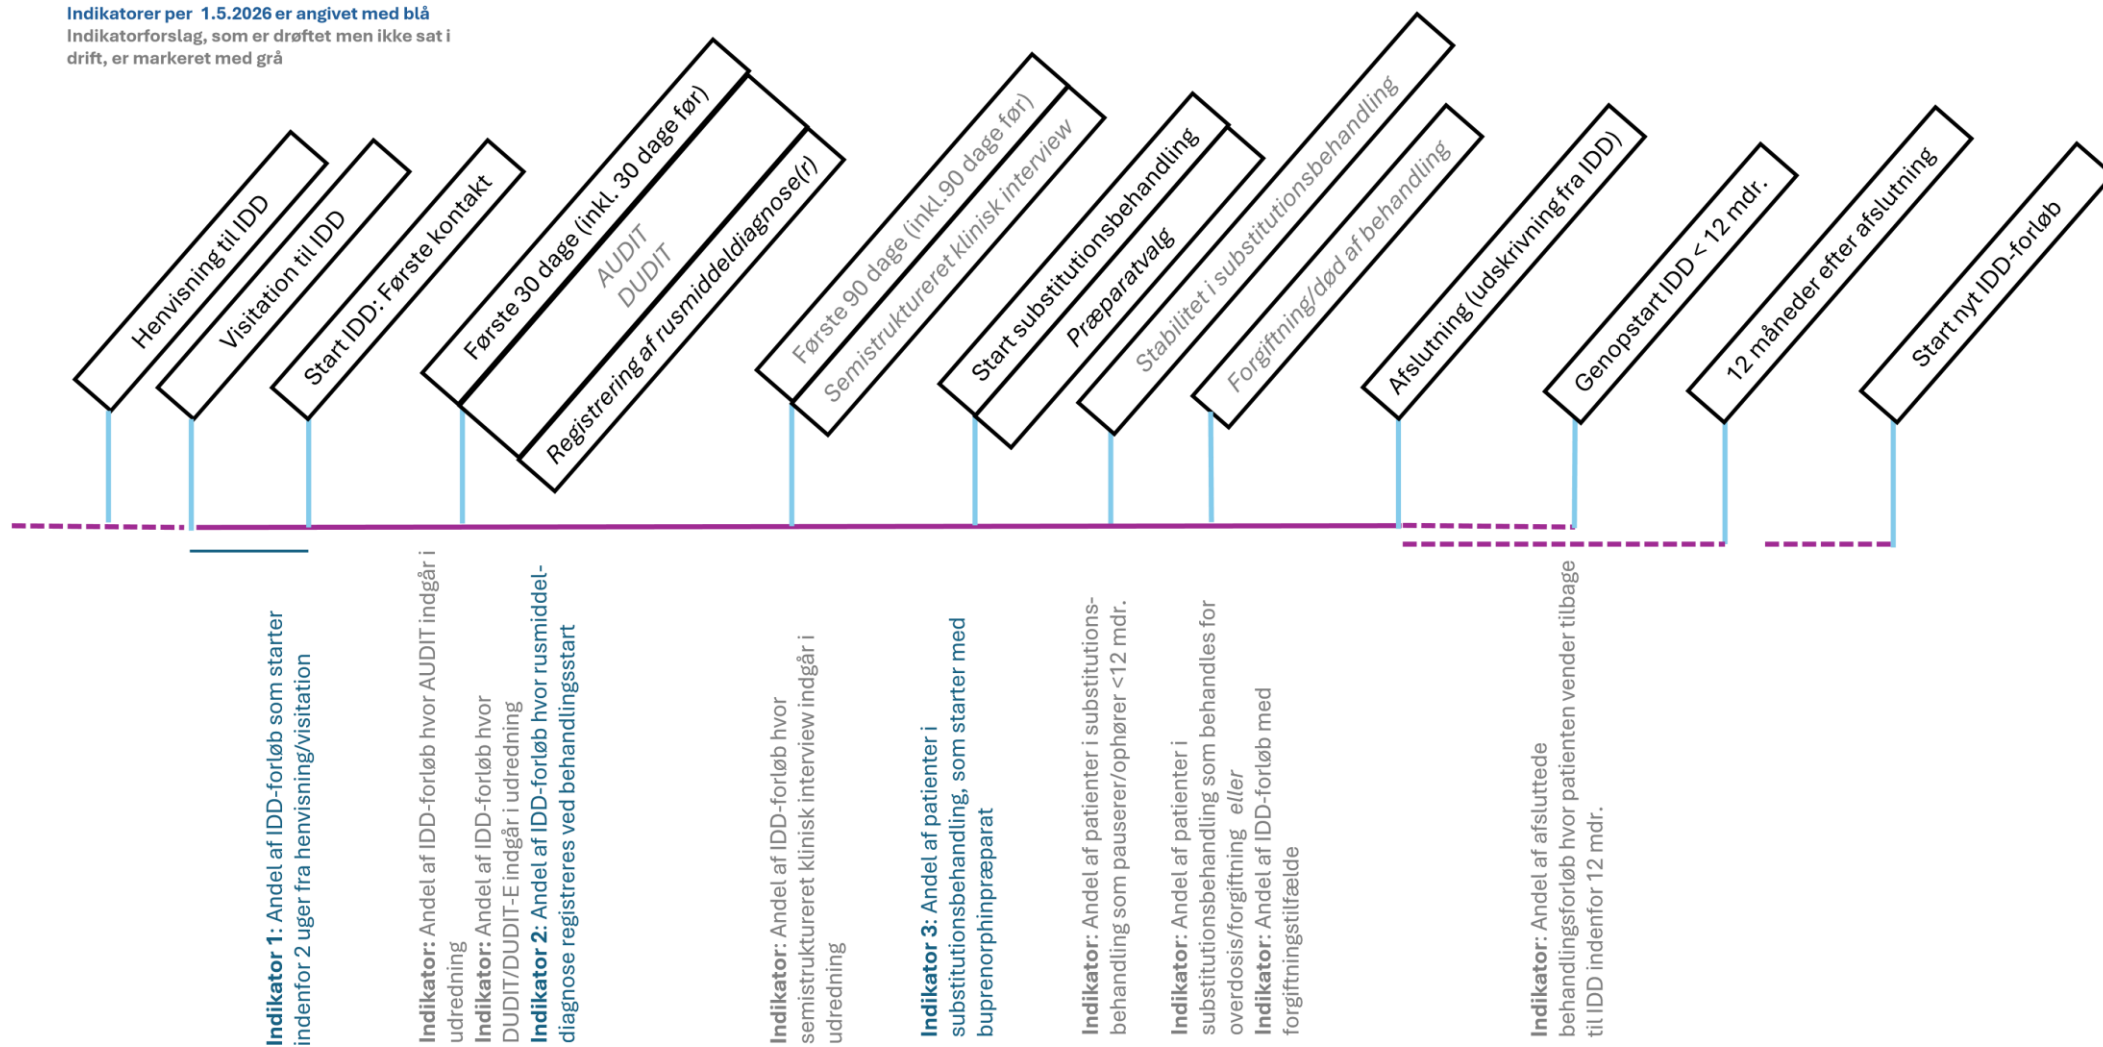 Indikatorer per 1.5.2026 er angivet med blå
Indikatorforslag, som er drøftet men ikke sat i
drift, er markeret med grå
Henvisning til IDD
Visitation til IDD
Start IDD: Første kontakt
Første 30 dage (inkl. 30 dage før)
AUDIT
DUDIT
Registrering af rusmiddeldiagnose(r)
Første 90 dage (inkl.90 dage før)
Semistruktureret klinisk interview
Start substitutionsbehandling
Præparatvalg
Stabilitet i substitutionsbehandling
Forgiftning/død af behandling
Afslutning (udskrivning fra IDD)
Genopstart IDD < 12 mdr.
12 måneder efter afslutning
Start nyt IDD-forløb
Indikator 1: Andel af IDD-forløb som starter
indenfor 2 uger fra henvisning/visitation
Indikator: Andel af IDD-forløb hvor AUDIT indgår i
udredning
Indikator: Andel af IDD-forløb hvor
DUDIT/DUDIT-E indgår i udredning
Indikator 2: Andel af IDD-forløb hvor rusmiddel-
diagnose registreres ved behandlingsstart
Indikator: Andel af IDD-forløb hvor
semistruktureret klinisk interview indgår i
udredning
Indikator 3: Andel af patienter i
substitutionsbehandling, som starter med
buprenorphinpræparat
Indikator: Andel af patienter i substitutions-
behandling som pauserer/ophører <12 mdr.
Indikator: Andel af patienter i
substitutionsbehandling som behandles for
overdosis/forgiftning eller
Indikator: Andel af IDD-forløb med
forgiftningstilfælde
Indikator: Andel af afsluttede
behandlingsforløb hvor patienten vender tilbage
til IDD indenfor 12 mdr.